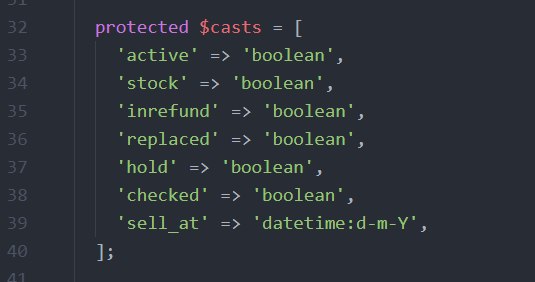 31
32 protected $casts = [
33 'active' => 'boolean',
34 'stock' => 'boolean',
35 'inrefund' => 'boolean',
36 'replaced' => 'boolean',
37 'hold' => 'boolean',
38 'checked' => 'boolean',
39 'sell_at' => 'datetime:d-m-Y',
40 ];
41